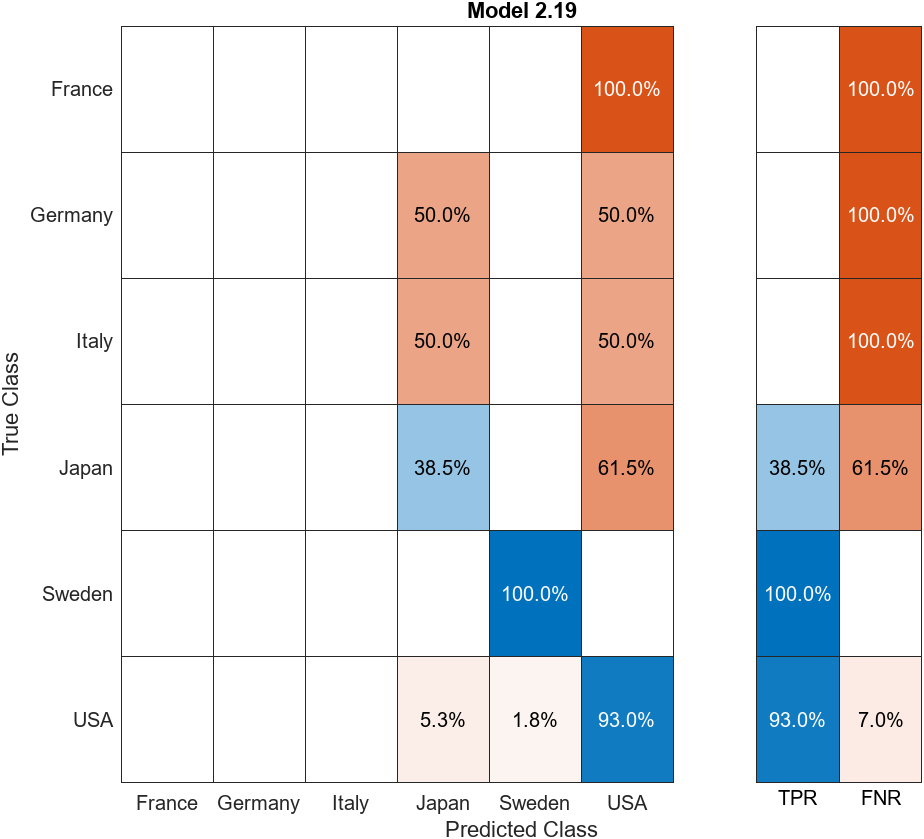 Model 2.19
France 100.0% 100.0%
Germany 50.0% 50.0% 100.0%
Italy 50.0% 50.0% 100.0%
True Class
Japan 38.5% 61.5% 38.5% 61.5%
Sweden 100.0% 100.0%
USA 5.3% 1.8% 93.0% 93.0% 7.0%
France Germany Italy Japan Sweden USA TPR FNR
Predicted Class